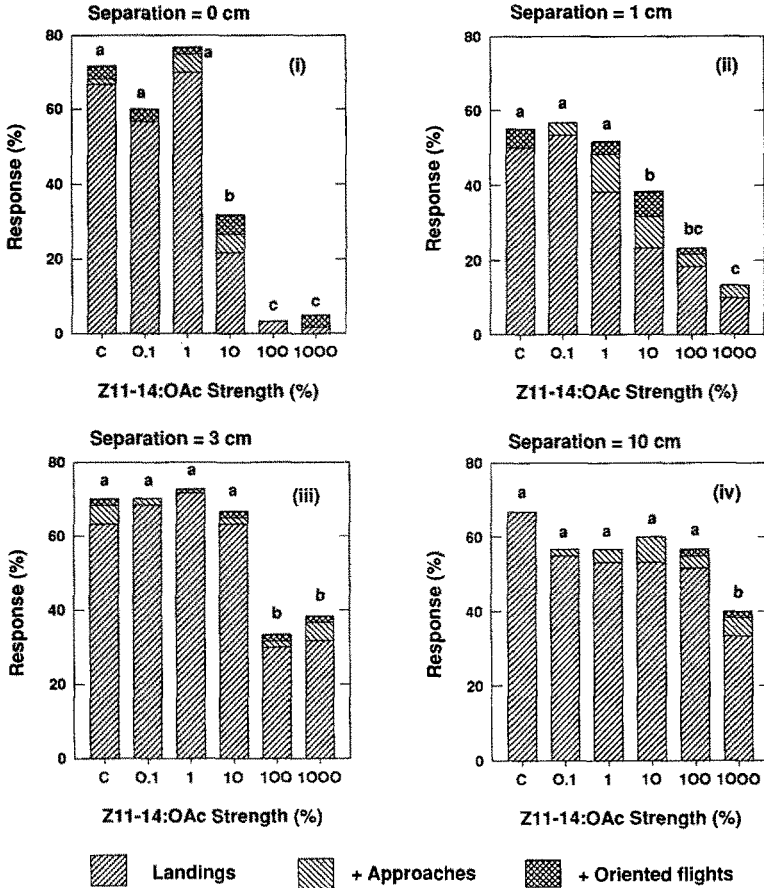 Separation = 0 cm
80
60
40
20
0
Response (%)
a
a
a
b
c
c
(i)
C 0.1 1 10 100 1000
Z11-14:OAc Strength (%)
Separation = 1 cm
80
60
40
20
0
Response (%)
a
a
a
b
bc
c
(ii)
C 0.1 1 10 100 1000
Z11-14:OAc Strength (%)
Separation = 3 cm
80
60
40
20
0
Response (%)
a
a
a
a
b
b
(iii)
C 0.1 1 10 100 1000
Z11-14:OAc Strength (%)
Separation = 10 cm
80
60
40
20
0
Response (%)
a
a
a
a
a
b
(iv)
C 0.1 1 10 100 1000
Z11-14:OAc Strength (%)
Landings
+ Approaches
+ Oriented flights